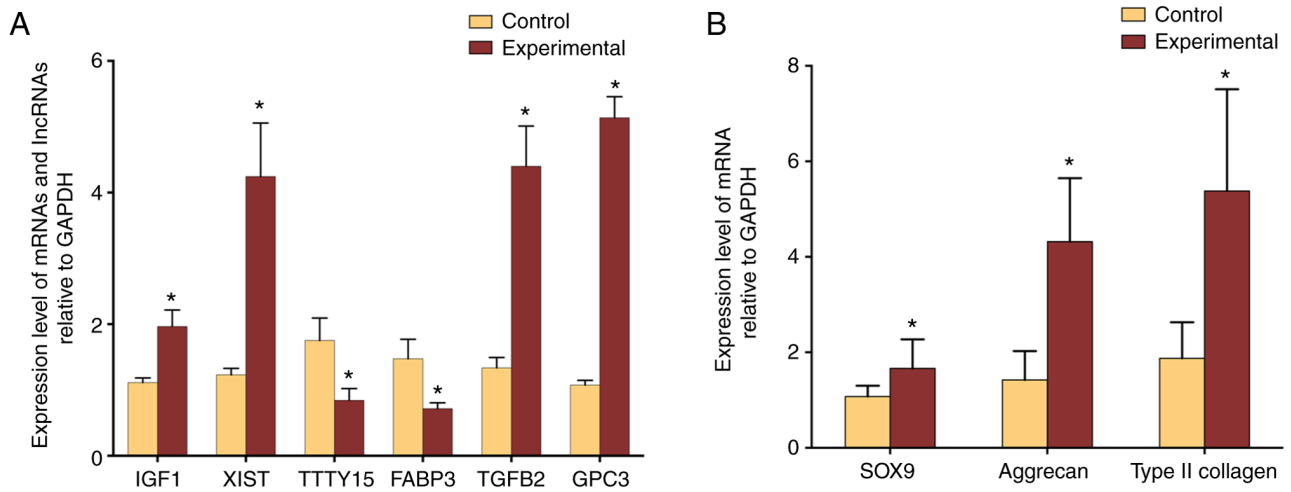 A
Control
Experimental
Expression level of mRNAs and lncRNAs
relative to GAPDH
6
4
2
0
*
*
*
*
*
*
IGF1 XIST TTTY15 FABP3 TGFB2 GPC3
B
Control
Experimental
Expression level of mRNA
relative to GAPDH
8
6
4
2
0
*
*
*
SOX9 Aggrecan Type II collagen